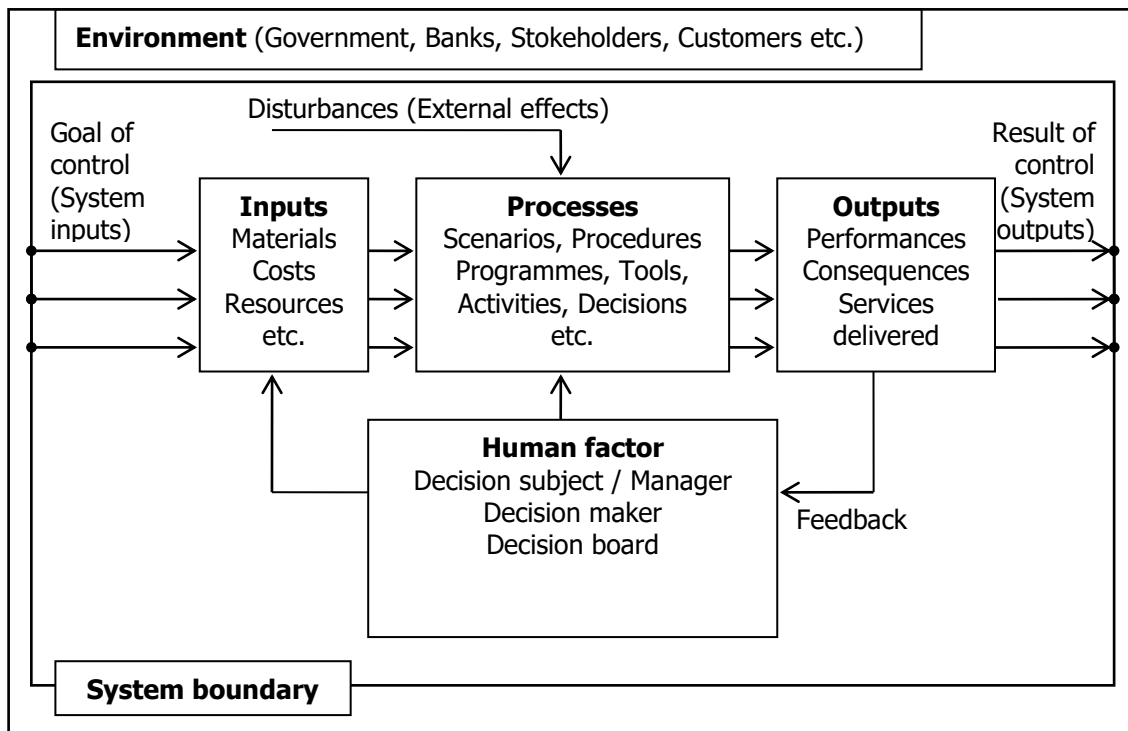 Environment (Government, Banks, Stokeholders, Customers etc.)
Disturbances (External effects)
Goal of
control
(System
inputs)
Result of
control
(System
outputs)
Inputs
Materials
Costs
Resources
etc.
Processes
Scenarios, Procedures
Programmes, Tools,
Activities, Decisions
etc.
Outputs
Performances
Consequences
Services
delivered
Human factor
Decision subject / Manager
Decision maker
Decision board
Feedback
System boundary